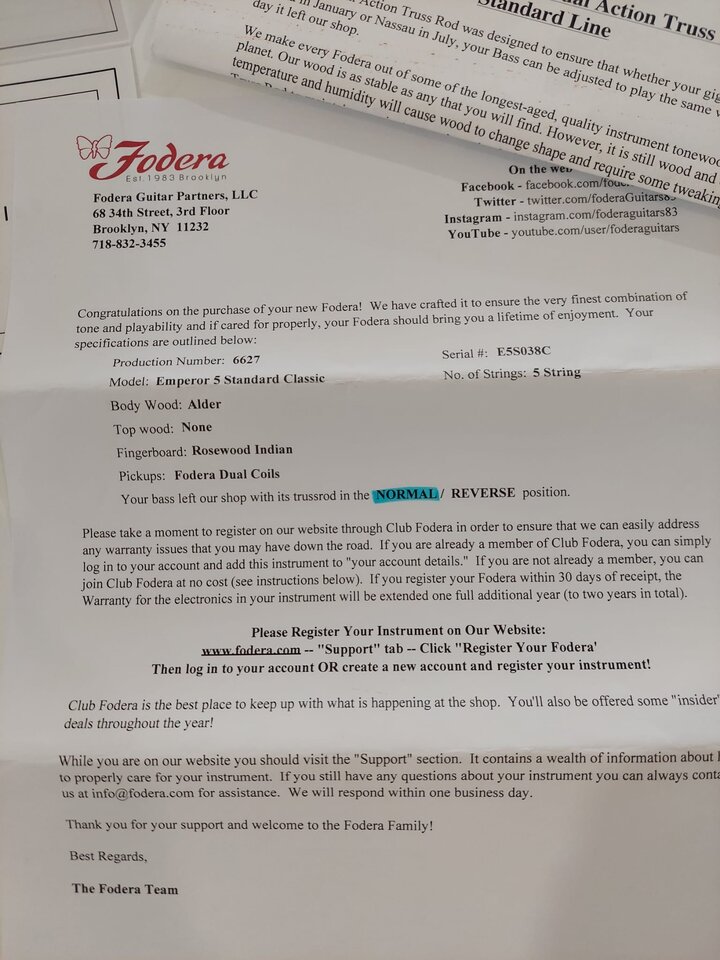 Action Truss
Standard Line
Action Truss Rod was designed to ensure that whether your gig
in January or Nassau in July, your Bass can be adjusted to play the same
day it left our shop.
We make every Fodera out of some of the longest-aged, quality instrument
planet. Our wood is as stable as any that you will find. However, it is still wood and
temperature and humidity will cause wood to change shape and require some tweaking
Fodera
Est. 1983 Brooklyn
Fodera Guitar Partners, LLC
68 34th Street, 3rd Floor
Brooklyn, NY 11232
718-832-3455
On the web
Facebook - facebook.com/
Twitter - twitter.com/foderaGuitars83
Instagram - instagram.com/foderaguitars83
YouTube - youtube.com/user/foderaguitars
Congratulations on the purchase of your new Fodera! We have crafted it to ensure the very finest combination of
tone and playability and if cared for properly, your Fodera should bring you a lifetime of enjoyment. Your
specifications are outlined below:
Production Number: 6627
Serial #: E5S038C
Model: Emperor 5 Standard Classic
No. of Strings: 5 String
Body Wood: Alder
Top wood: None
Fingerboard: Rosewood Indian
Pickups: Fodera Dual Coils
Your bass left our shop with its trussrod in the NORMAL / REVERSE position.
Please take a moment to register on our website through Club Fodera in order to ensure that we can easily address
any warranty issues that you may have down the road. If you are already a member of Club Fodera, you can simply
log in to your account and add this instrument to "your account details." If you are not already a member, you can
join Club Fodera at no cost (see instructions below). If you register your Fodera within 30 days of receipt, the
Warranty for the electronics in your instrument will be extended one full additional year (to two years in total).
Please Register Your Instrument on Our Website:
www.fodera.com -- "Support" tab -- Click "Register Your Fodera'
Then log in to your account OR create a new account and register your instrument!
Club Fodera is the best place to keep up with what is happening at the shop. You'll also be offered some "insider"
deals throughout the year!
While you are on our website you should visit the "Support" section. It contains a wealth of information about
to properly care for your instrument. If you still have any questions about your instrument you can always
us at info@fodera.com for assistance. We will respond within one business day.
Thank you for your support and welcome to the Fodera Family!
Best Regards,
The Fodera Team